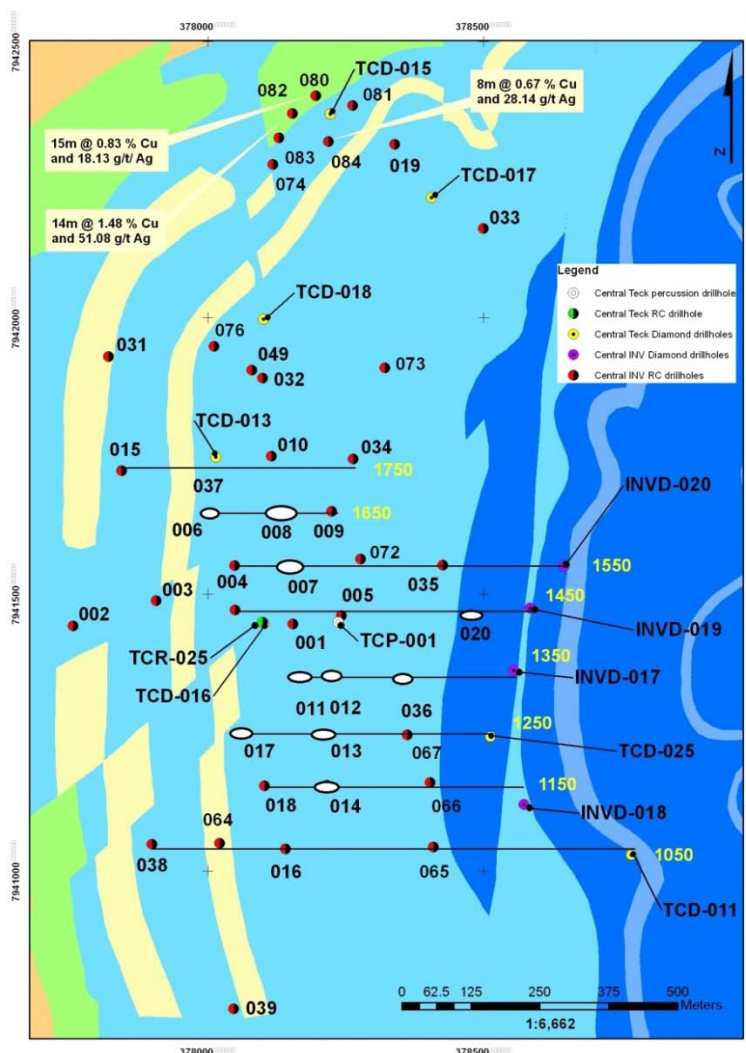 378000
378500
7942500
080
TCD-015
082
081
8m @ 0.67 % Cu
and 28.14 g/t Ag
15m @ 0.83 % Cu
and 18.13 g/t/ Ag
083
084
019
074
TCD-017
N
14m @ 1.48 % Cu
and 51.08 g/t Ag
033
Legend
Central Teck percussion drillhole
Central Teck RC drillhole
Central Teck Diamond drillholes
Central INV Diamond drillholes
Central INV RC drillholes
7942000
TCD-018
031
076
049
073
032
TCD-013
015
010
034
1750
037
INVD-020
006
008
009
1650
072
004
007
035
1550
7941500
003
005
1450
002
001
TCP-001
020
INVD-019
TCR-025
1350
TCD-016
INVD-017
011
012
036
1250
017
013
067
TCD-025
1150
018
014
066
INVD-018
064
038
016
065
1050
7941000
TCD-011
039
0
62.5
125
250
375
500
Meters
1:6,662
378000
378500